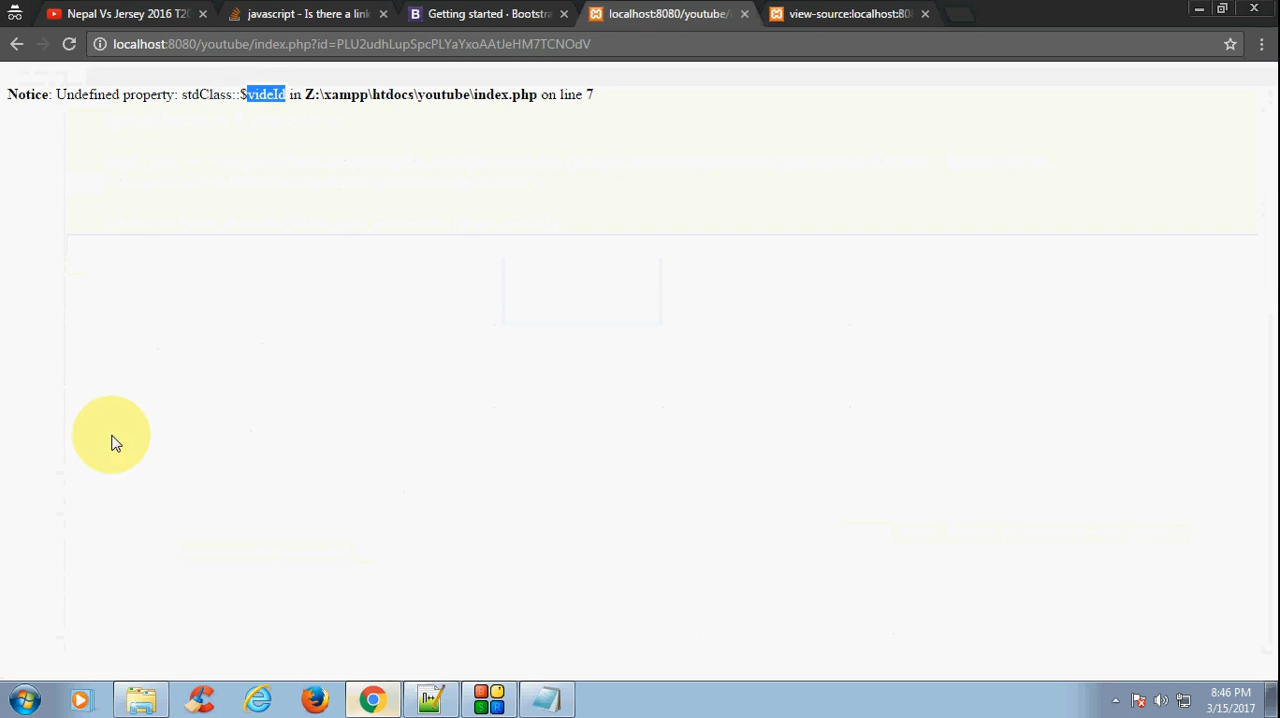 Nepal Vs Jersey 2016 T20
javascript - Is there a link
Getting started · Bootstra
localhost:8080/youtube/
view-source:localhost:808
localhost:8080/youtube/index.php?id=PLU2udhLupSpcPLYaYxoAAtJeHM7TCNOdV
Notice: Undefined property: stdClass::$videId in Z:\xampp\htdocs\youtube\index.php on line 7
8:46 PM
3/15/2017